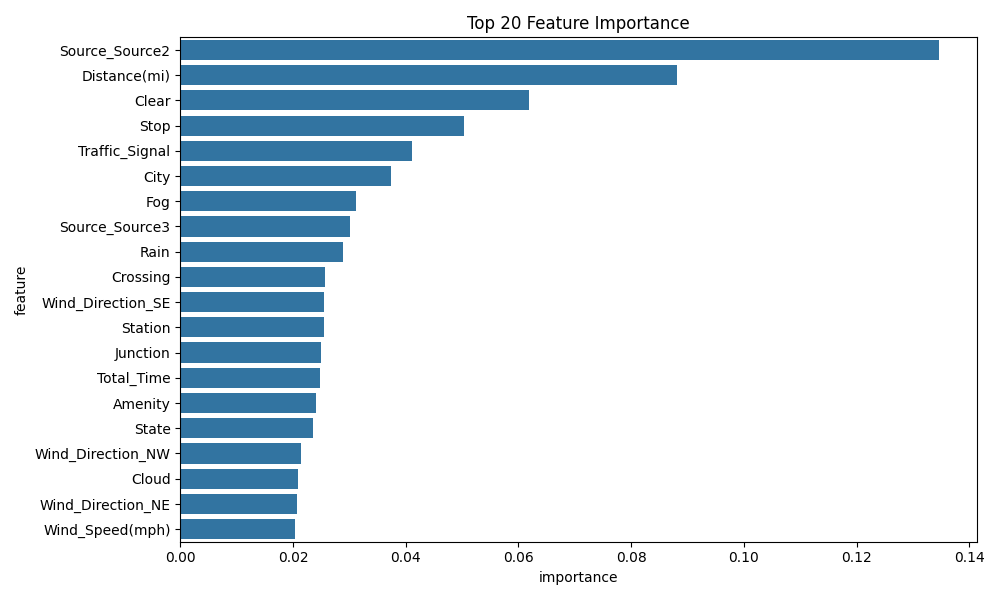 Top 20 Feature Importance
feature
Source_Source2
Distance(mi)
Clear
Stop
Traffic_Signal
City
Fog
Source_Source3
Rain
Crossing
Wind_Direction_SE
Station
Junction
Total_Time
Amenity
State
Wind_Direction_NW
Cloud
Wind_Direction_NE
Wind_Speed(mph)
0.00 0.02 0.04 0.06 0.08 0.10 0.12 0.14
importance